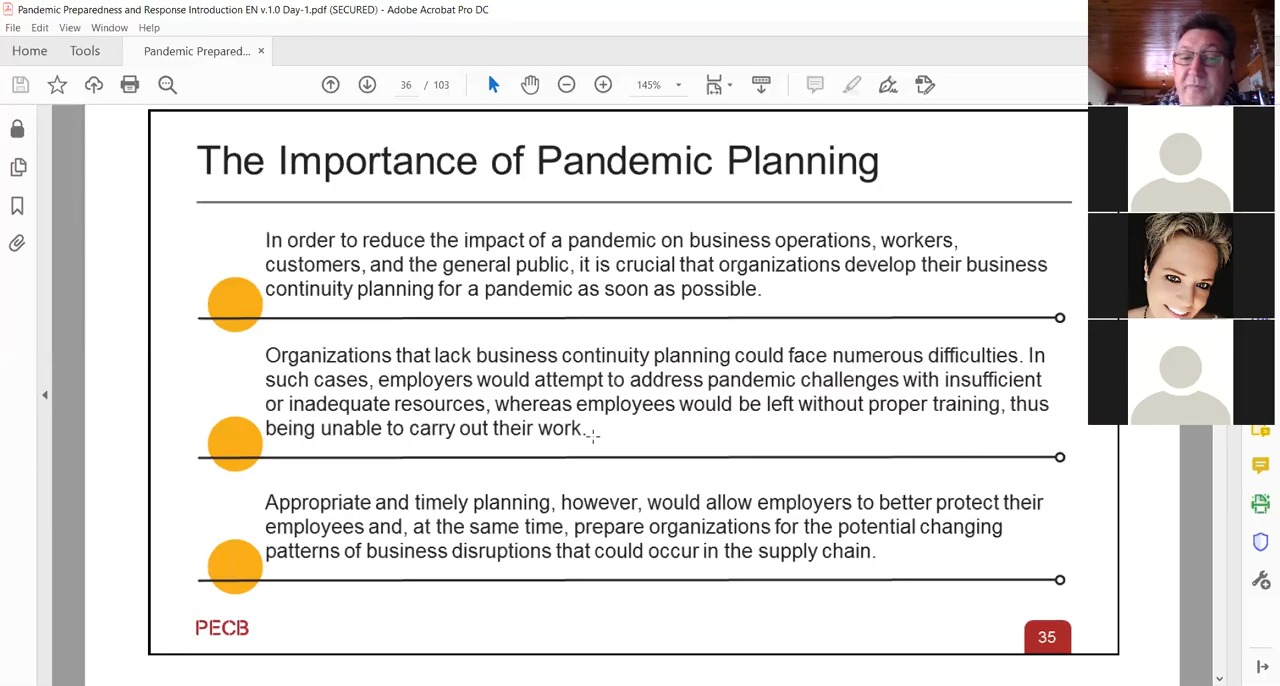 Pandemic Preparedness and Response Introduction EN v.1.0 Day-1.pdf (SECURED) - Adobe Acrobat Pro DC
File Edit View Window Help
Home Tools Pandemic Prepared... ×
36 / 103 145%
The Importance of Pandemic Planning
In order to reduce the impact of a pandemic on business operations, workers,
customers, and the general public, it is crucial that organizations develop their business
continuity planning for a pandemic as soon as possible.
Organizations that lack business continuity planning could face numerous difficulties. In
such cases, employers would attempt to address pandemic challenges with insufficient
or inadequate resources, whereas employees would be left without proper training, thus
being unable to carry out their work.
Appropriate and timely planning, however, would allow employers to better protect their
employees and, at the same time, prepare organizations for the potential changing
patterns of business disruptions that could occur in the supply chain.
PECB
35